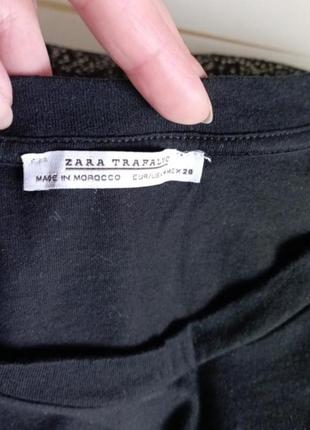 ZARA TRAFALUC
MADE IN MOROCCO EUR/USA MEX 28